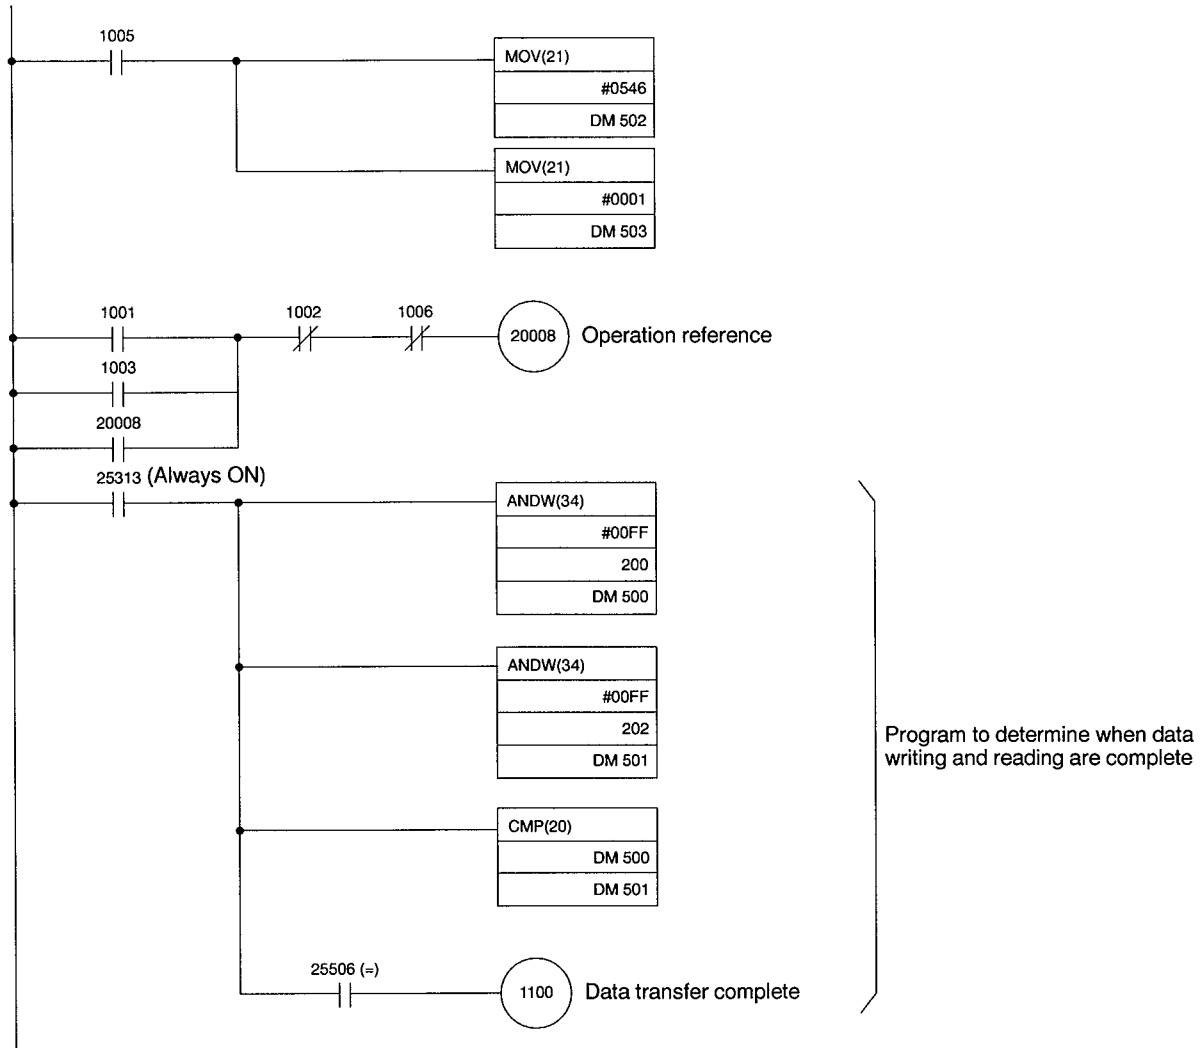 1005
MOV(21)
#0546
DM 502
MOV(21)
#0001
DM 503
1001
1002
1006
20008
Operation reference
1003
20008
25313 (Always ON)
ANDW(34)
#00FF
200
DM 500
ANDW(34)
#00FF
202
DM 501
Program to determine when data
writing and reading are complete
CMP(20)
DM 500
DM 501
25506 (=)
1100
Data transfer complete